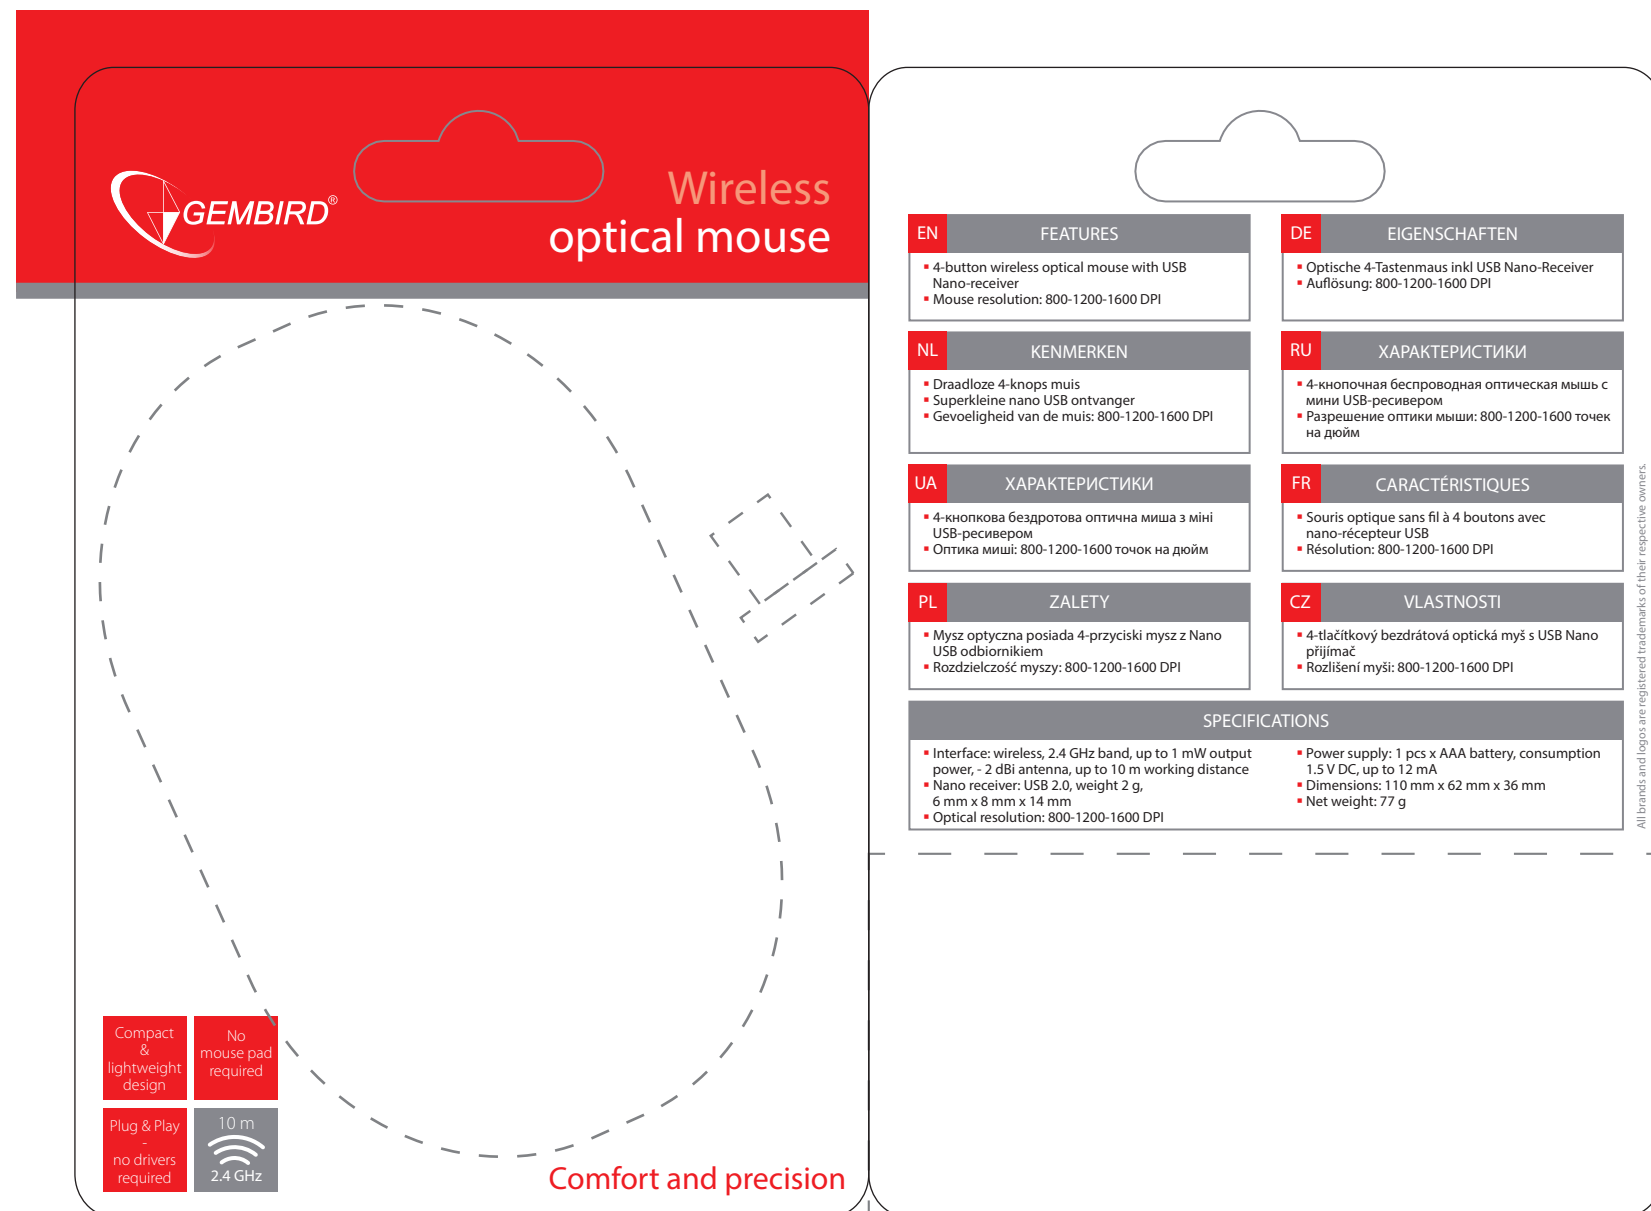 GEMBIRD®
Wireless
optical mouse
Compact
&
lightweight
design
No
mouse pad
required
Plug & Play
-
no drivers
required
10 m
2.4 GHz
Comfort and precision
EN FEATURES
▪ 4-button wireless optical mouse with USB
Nano-receiver
▪ Mouse resolution: 800-1200-1600 DPI
DE EIGENSCHAFTEN
▪ Optische 4-Tastenmaus inkl USB Nano-Receiver
▪ Auflösung: 800-1200-1600 DPI
NL KENMERKEN
▪ Draadloze 4-knops muis
▪ Superkleine nano USB ontvanger
▪ Gevoeligheid van de muis: 800-1200-1600 DPI
RU ХАРАКТЕРИСТИКИ
▪ 4-кнопочная беспроводная оптическая мышь с
мини USB-ресивером
▪ Разрешение оптики мыши: 800-1200-1600 точек
на дюйм
UA ХАРАКТЕРИСТИКИ
▪ 4-кнопкова бездротова оптична миша з міні
USB-ресивером
▪ Оптика миші: 800-1200-1600 точок на дюйм
FR CARACTÉRISTIQUES
▪ Souris optique sans fil à 4 boutons avec
nano-récepteur USB
▪ Résolution: 800-1200-1600 DPI
PL ZALETY
▪ Mysz optyczna posiada 4-przyciski mysz z Nano
USB odbiornikiem
▪ Rozdzielczość myszy: 800-1200-1600 DPI
CZ VLASTNOSTI
▪ 4-tlačítkový bezdrátová optická myš s USB Nano
přijímač
▪ Rozlišení myši: 800-1200-1600 DPI
SPECIFICATIONS
▪ Interface: wireless, 2.4 GHz band, up to 1 mW output
power, - 2 dBi antenna, up to 10 m working distance
▪ Nano receiver: USB 2.0, weight 2 g,
6 mm x 8 mm x 14 mm
▪ Optical resolution: 800-1200-1600 DPI
▪ Power supply: 1 pcs x AAA battery, consumption
1.5 V DC, up to 12 mA
▪ Dimensions: 110 mm x 62 mm x 36 mm
▪ Net weight: 77 g
All brands and logos are registered trademarks of their respective owners.